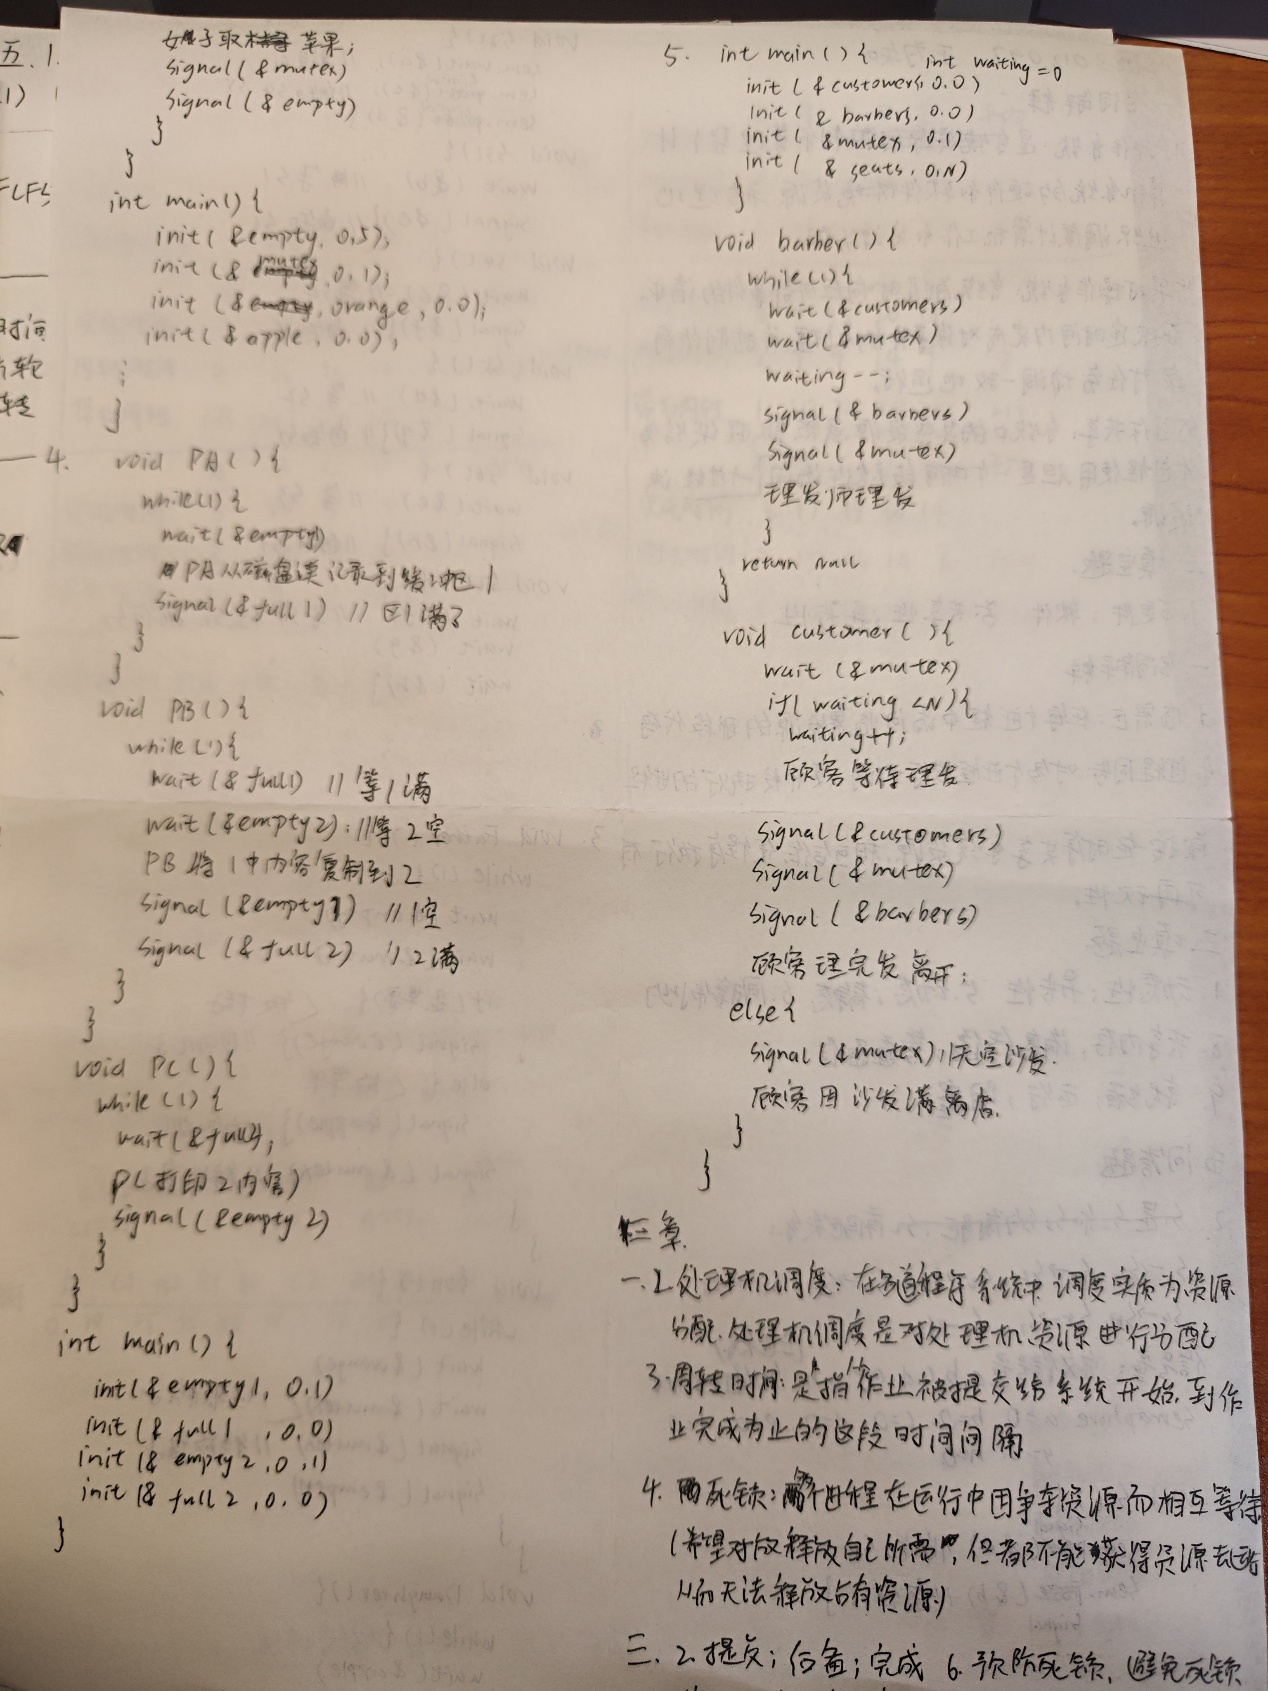 五.1.
女子取苹果;
signal(&mutex)
signal(&empty)
}
}
int main(){
init(&empty,0,5);
init(&mutex,0,1);
init(&orange,0,0);
init(&apple,0,0);
}
4. void PA(){
while(1){
wait(&empty1)
PA从磁盘读记录到缓冲区1
signal(&full1) //区1满了
}
}
void PB(){
while(1){
wait(&full1) //等1满
wait(&empty2); //等2空
PB将1中内容复制到2
signal(&empty1) //1空
signal(&full2) //2满
}
}
void PC(){
while(1){
wait(&full2);
PC打印2内容)
signal(&empty2)
}
}
int main(){
init(&empty1,0,1)
init(&full1,0,0)
init(&empty2,0,1)
init(&full2,0,0)
}
5. int main(){ int waiting=0
init(&customers,0,0)
init(&barbers,0,0)
init(&mutex,0,1)
init(&seats,0,N)
}
void barber(){
while(1){
wait(&customers)
wait(&mutex)
waiting--;
signal(&barbers)
signal(&mutex)
理发师理发
}
return null
}
void customer(){
wait(&mutex)
if(waiting<N){
waiting++;
顾客等待理发
signal(&customers)
signal(&mutex)
signal(&barbers)
顾客理完发离开;
else{
signal(&mutex);//无空沙发.
顾客因沙发满离店.
}
}
三章.
一.2.处理机调度:在多道程序系统中调度实质为资源
分配.处理机调度是对处理机资源进行分配
3.周转时间:是指作业被提交给系统开始,到作
业完成为止的这段时间间隔
4.死锁:两个进程在运行中因争夺资源而相互等待
(希望对放释放自己所需,但都不能获得资源去运
从而无法释放占有资源)
三.2.提交;后备;完成 6.预防死锁、避免死锁